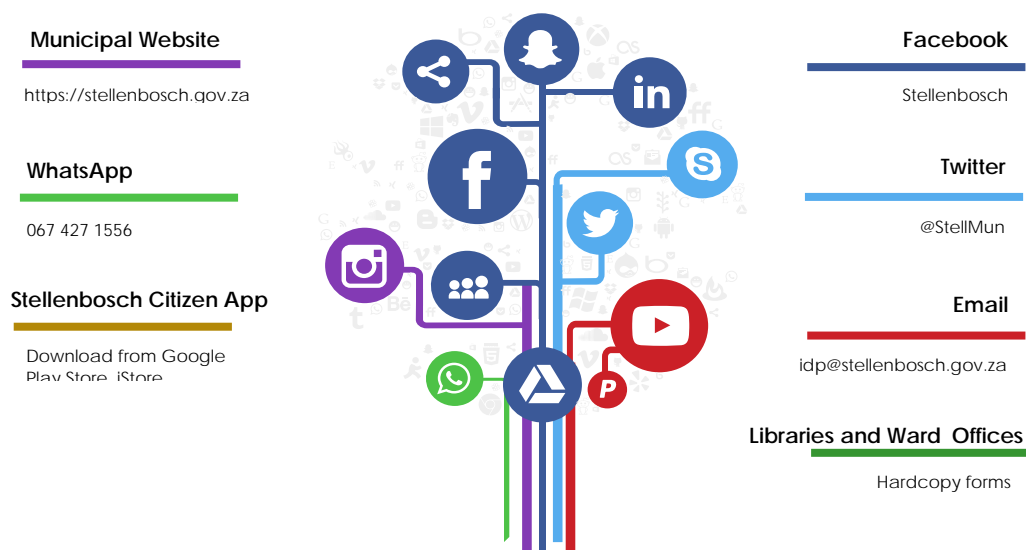 Municipal Website
https://stellenbosch.gov.za
WhatsApp
067 427 1556
Stellenbosch Citizen App
Download from Google
Play Store, iStore
Facebook
Stellenbosch
Twitter
@StellMun
Email
idp@stellenbosch.gov.za
Libraries and Ward Offices
Hardcopy forms